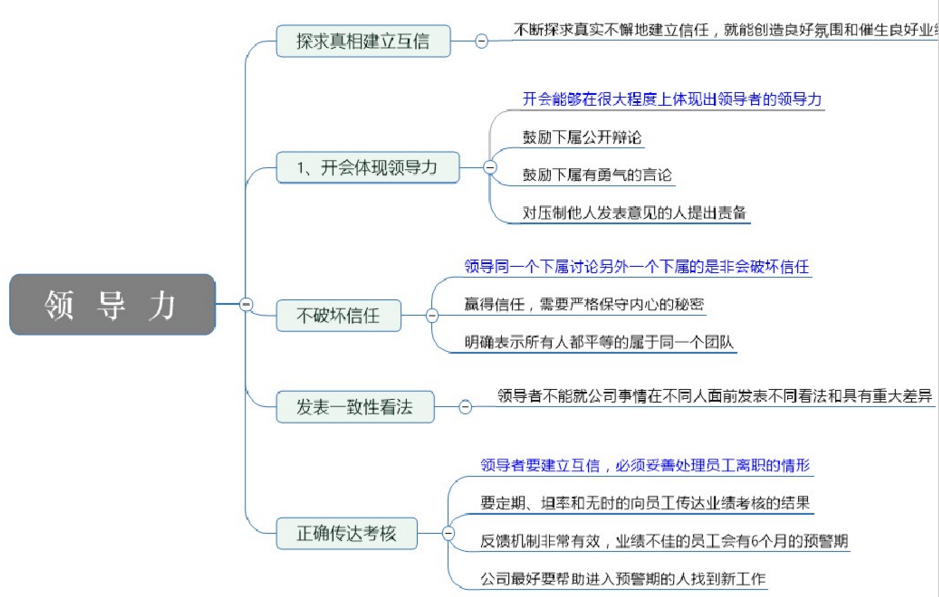 领导力
探求真相建立互信
不断探求真实不懈地建立信任，就能创造良好氛围和催生良好业
1、开会体现领导力
开会能够在很大程度上体现出领导者的领导力
鼓励下属公开辩论
鼓励下属有勇气的言论
对压制他人发表意见的人提出责备
不破坏信任
领导同一个下属讨论另外一个下属的是非会破坏信任
赢得信任，需要严格保守内心的秘密
明确表示所有人都平等的属于同一个团队
发表一致性看法
领导者不能就公司事情在不同人面前发表不同看法和具有重大差异
正确传达考核
领导者要建立互信，必须妥善处理员工离职的情形
要定期、坦率和无时的向员工传达业绩考核的结果
反馈机制非常有效，业绩不佳的员工会有6个月的预警期
公司最好要帮助进入预警期的人找到新工作